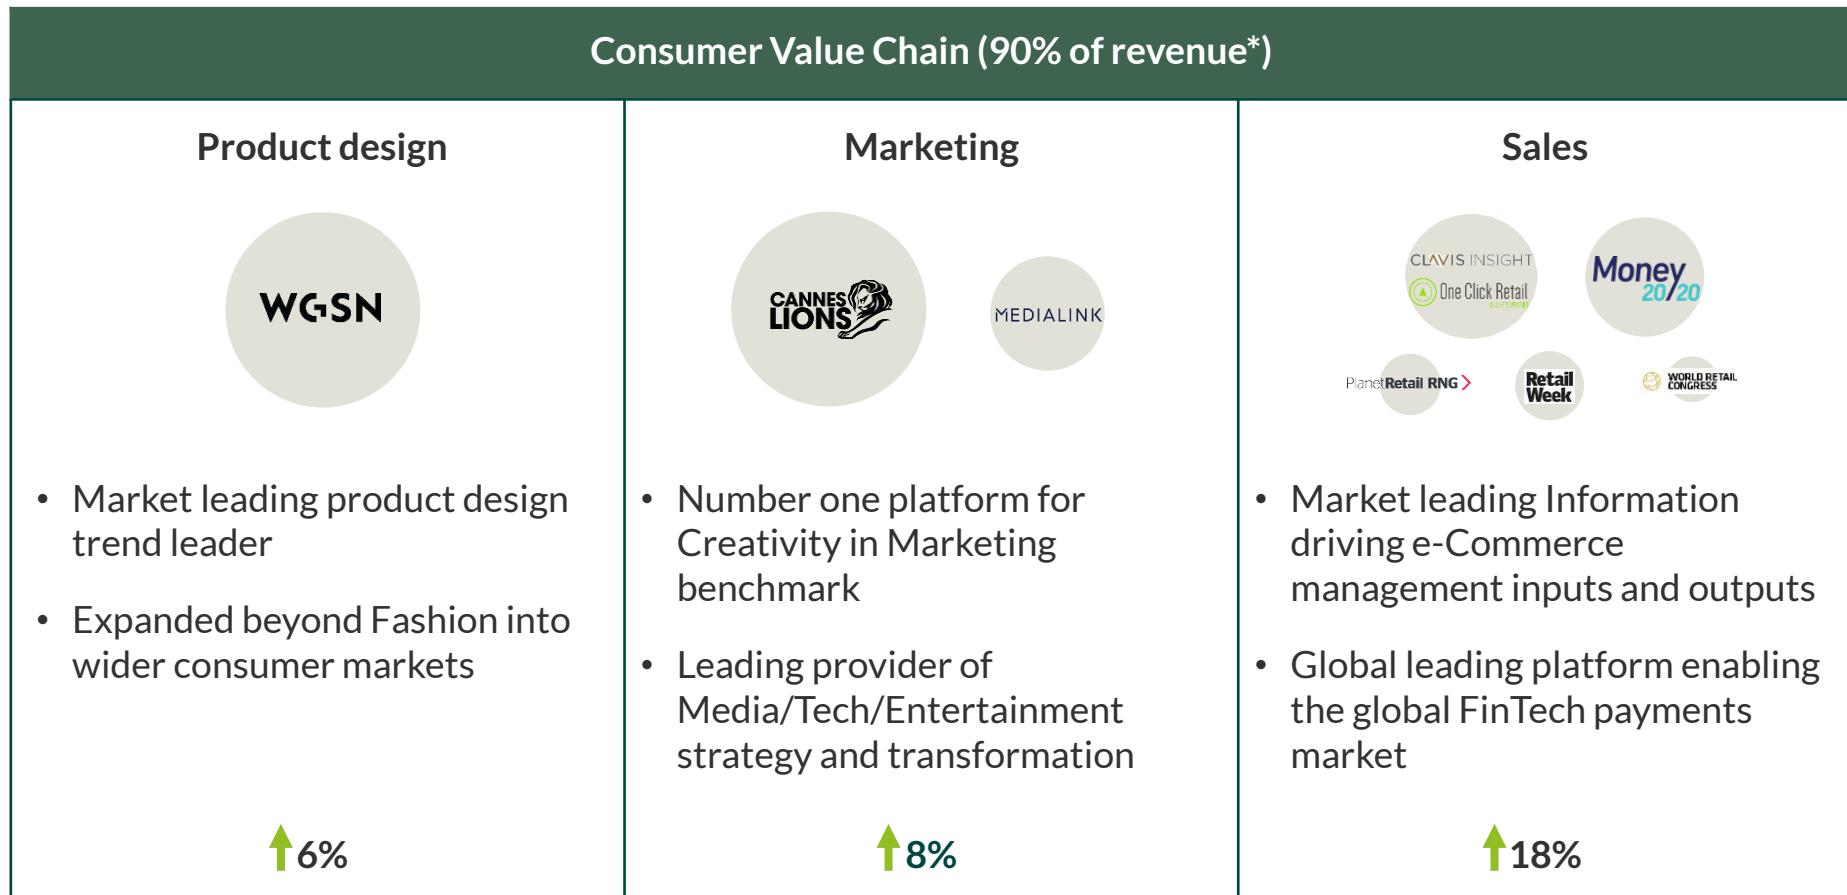 Consumer Value Chain (90% of revenue*)
Product design
WGSN
• Market leading product design
trend leader
• Expanded beyond Fashion into
wider consumer markets
6%
Marketing
CANNES
LIONS
MEDIALINK
• Number one platform for
Creativity in Marketing
benchmark
• Leading provider of
Media/Tech/Entertainment
strategy and transformation
8%
Sales
CLAVIS INSIGHT
One Click Retail
Money
20/20
PlanetRetail RNG
Retail
Week
WORLD RETAIL
CONGRESS
• Market leading Information
driving e-Commerce
management inputs and outputs
• Global leading platform enabling
the global FinTech payments
market
18%